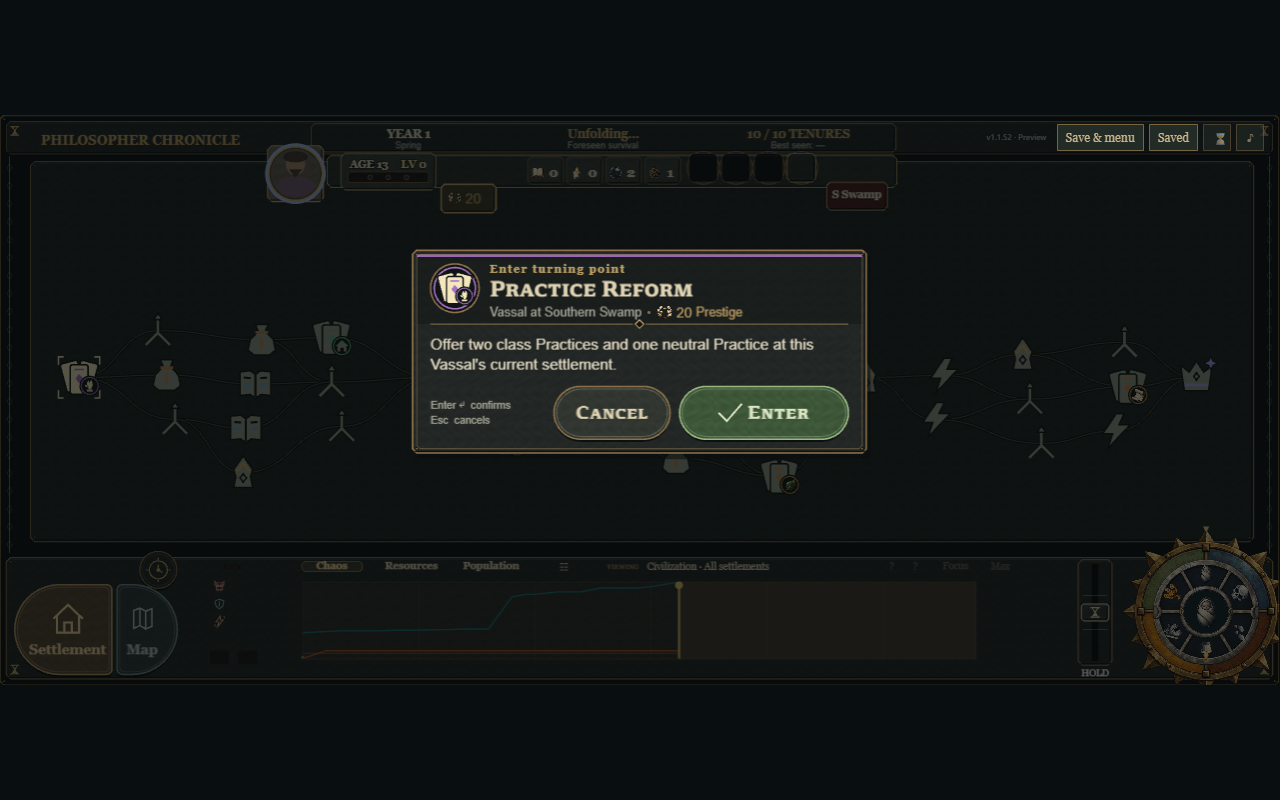 PHILOSOPHER CHRONICLE
YEAR 1
Spring
Unfolding...
Foreseen survival
10 / 10 TENURES
Best seen: —
v1.1.52 · Preview
Save & menu
Saved
AGE 13 LV 0
0
0
2
1
20
S Swamp
Enter turning point
PRACTICE REFORM
Vassal at Southern Swamp · 20 Prestige
Offer two class Practices and one neutral Practice at this
Vassal's current settlement.
Enter ↵ confirms
Esc cancels
CANCEL
ENTER
Chaos
Resources
Population
VIEWING
Civilization · All settlements
?
?
Focus
Max
Settlement
Map
HOLD